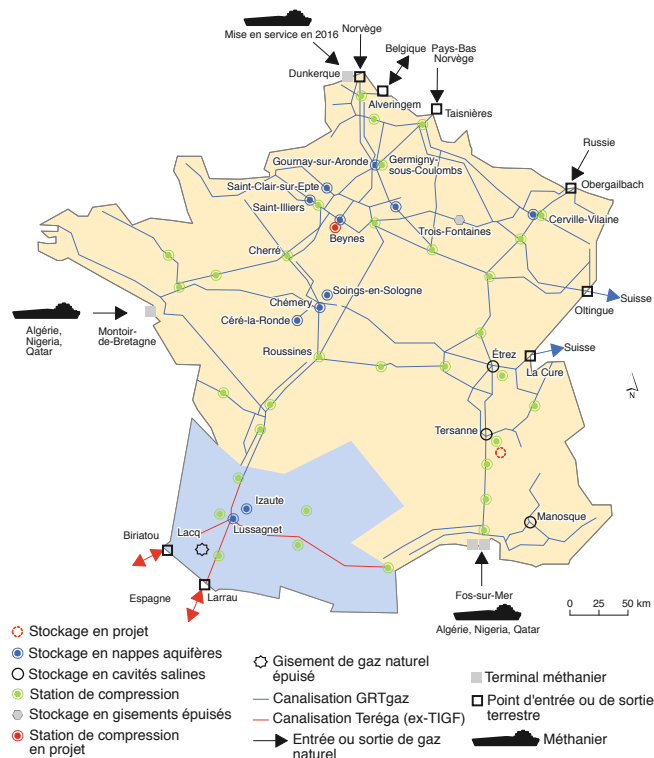 Mise en service en 2016
Norvège
Belgique
Pays-Bas
Norvège
Dunkerque
Alveringem
Taisnières
Russie
Gournay-sur-Aronde
Germigny-
sous-Coulombs
Obergailbach
Saint-Clair-sur-Epte
Saint-Illiers
Beynes
Trois-Fontaines
Cerville-Vilaine
Cherré
Soings-en-Sologne
Chémery
Céré-la-Ronde
Suisse
Oltingue
Algérie,
Nigeria,
Qatar
Montoir-
de-Bretagne
Roussines
Étrez
Suisse
La Cure
N
Tersanne
Izaute
Lacq
Lussagnet
Manosque
Biriatou
Espagne
Larrau
Fos-sur-Mer
Algérie, Nigeria, Qatar
0 25 50 km
Stockage en projet
Stockage en nappes aquifères
Stockage en cavités salines
Station de compression
Stockage en gisements épuisés
Station de compression
en projet
Gisement de gaz naturel
épuisé
Canalisation GRTgaz
Canalisation Teréga (ex-TIGF)
Entrée ou sortie de gaz
naturel
Terminal méthanier
Point d'entrée ou de sortie
terrestre
Méthanier